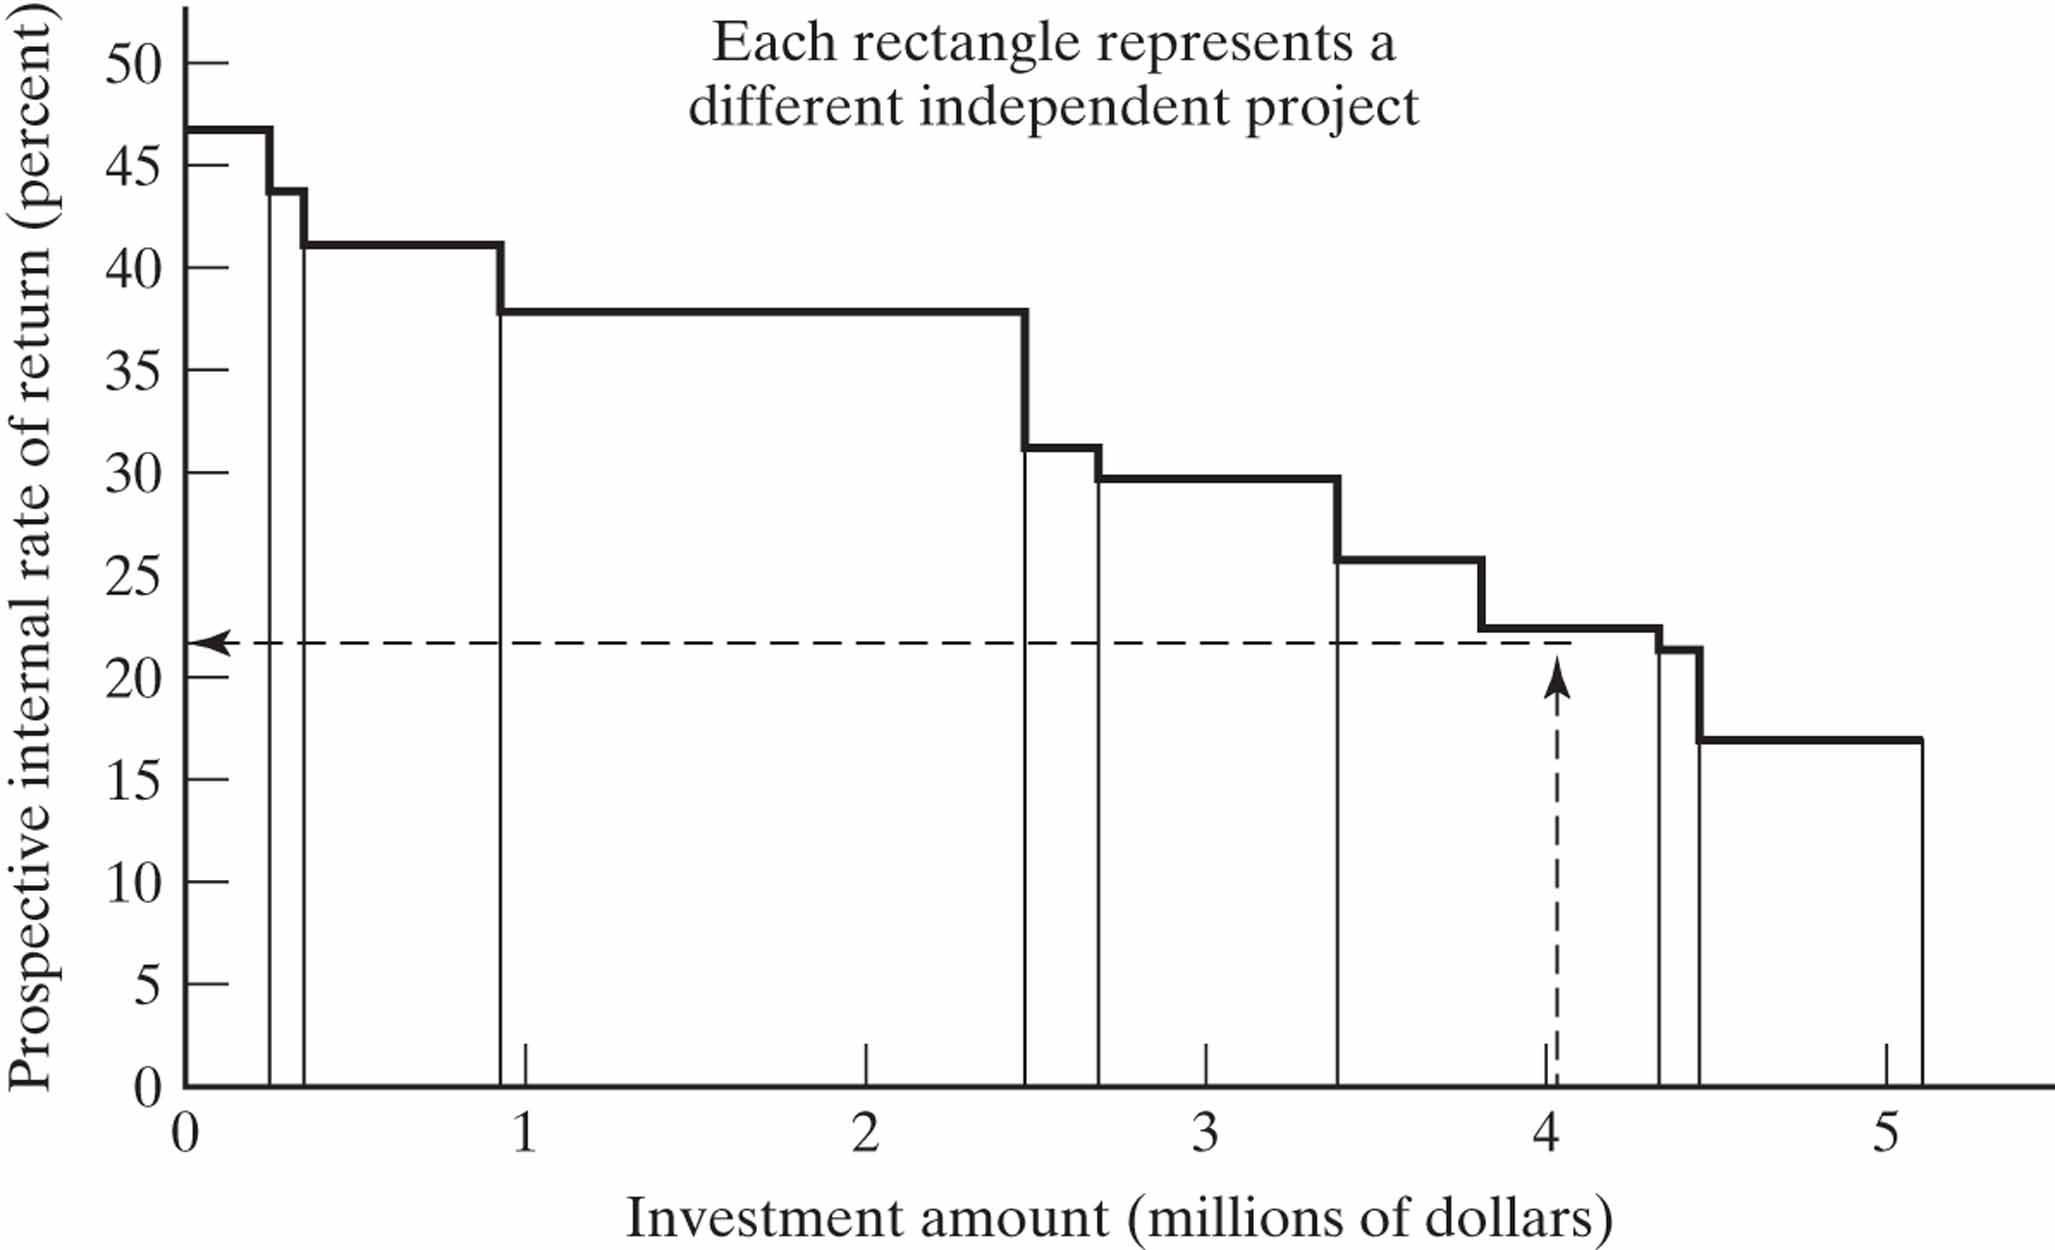 Each rectangle represents a
different independent project
Prospective internal rate of return (percent)
50
45
40
35
30
25
20
15
10
5
0
0 1 2 3 4 5
Investment amount (millions of dollars)